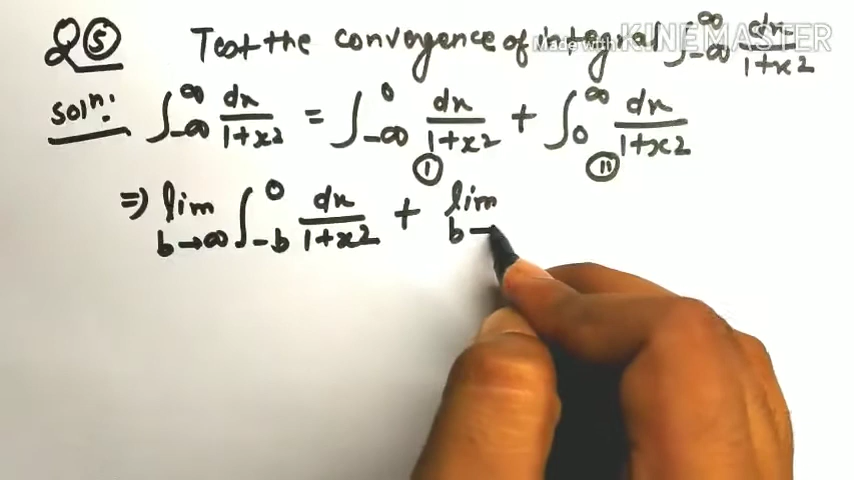 Q⑤ Test the convergence of integral ∫-∞^∞ dx/1+x2
Made with KINEMASTER
Solⁿ: ∫-∞^∞ dx/1+x2 = ∫-∞^0 dx/1+x2 + ∫0^∞ dx/1+x2
(I) (II)
⇒ lim b→∞ ∫-b^0 dx/1+x2 + lim b→